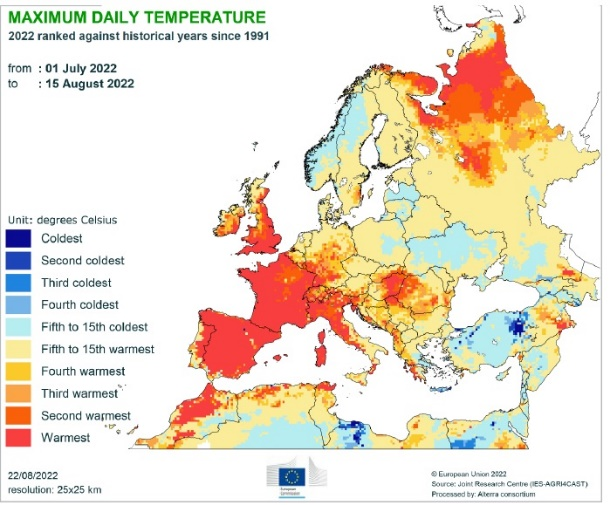 MAXIMUM DAILY TEMPERATURE
2022 ranked against historical years since 1991
from : 01 July 2022
to : 15 August 2022
Unit: degrees Celsius
Coldest
Second coldest
Third coldest
Fourth coldest
Fifth to 15th coldest
Fifth to 15th warmest
Fourth warmest
Third warmest
Second warmest
Warmest
22/08/2022
resolution: 25x25 km
European
Commission
© European Union 2022
Source: Joint Research Centre (IES-AGRI4CAST)
Processed by: Alterra consortium